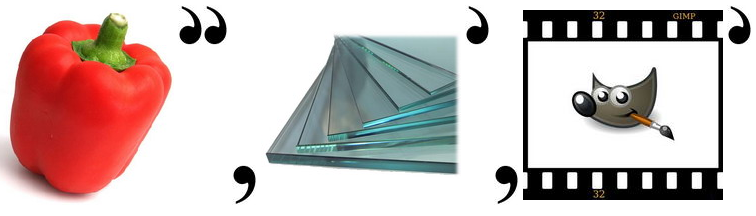 ’’ ’ 32 GIMP ’
, , 32